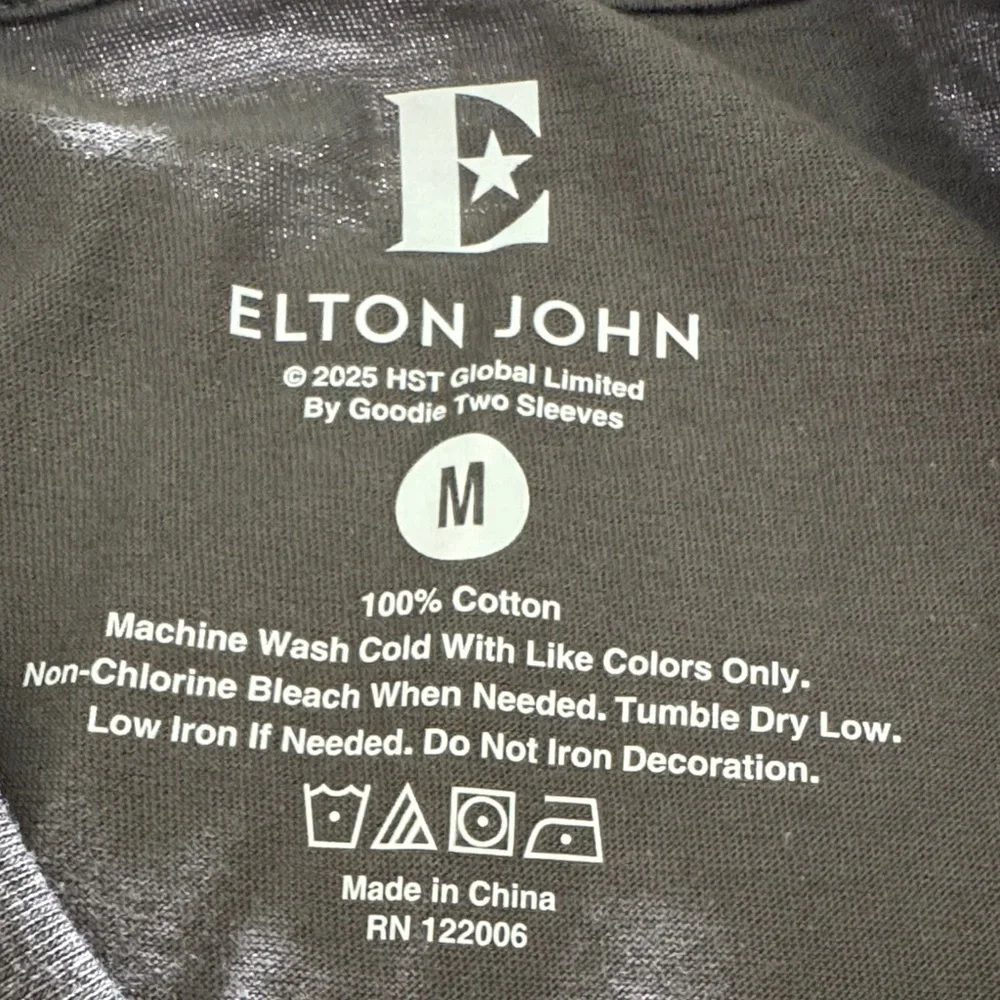 E
ELTON JOHN
© 2025 HST Global Limited
By Goodie Two Sleeves
M
100% Cotton
Machine Wash Cold With Like Colors Only.
Non-Chlorine Bleach When Needed. Tumble Dry Low.
Low Iron If Needed. Do Not Iron Decoration.
Made in China
RN 122006